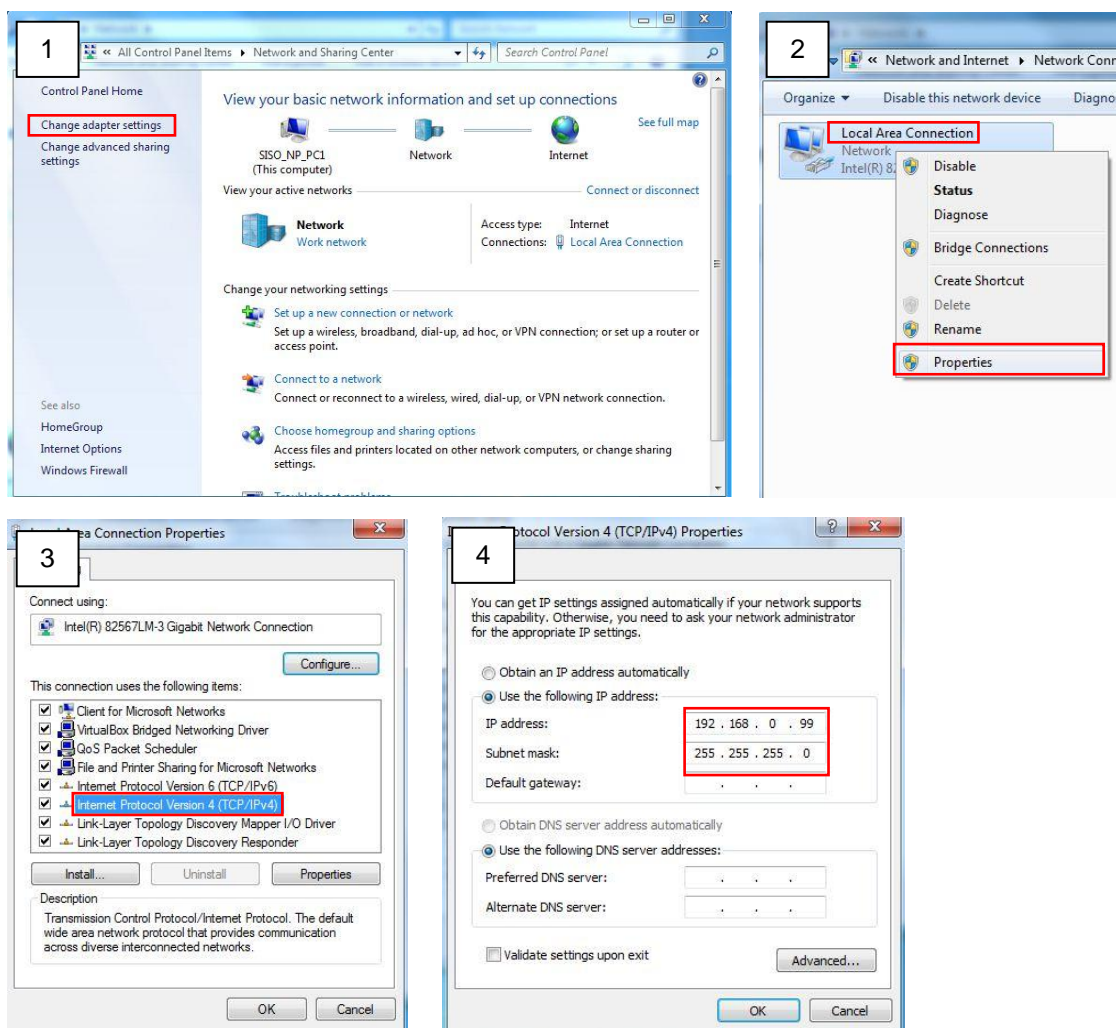 1
« All Control Panel Items ▸ Network and Sharing Center
Search Control Panel
Control Panel Home
Change adapter settings
Change advanced sharing
settings
See also
HomeGroup
Internet Options
Windows Firewall
View your basic network information and set up connections
See full map
SISO_NP_PC1
(This computer)
Network
Internet
View your active networks
Connect or disconnect
Network
Work network
Access type: Internet
Connections: Local Area Connection
Change your networking settings
Set up a new connection or network
Set up a wireless, broadband, dial-up, ad hoc, or VPN connection; or set up a router or
access point.
Connect to a network
Connect or reconnect to a wireless, wired, dial-up, or VPN network connection.
Choose homegroup and sharing options
Access files and printers located on other network computers, or change sharing
settings.
Troubleshoot problems
2
« Network and Internet ▸ Network Conn
Organize Disable this network device Diagno
Local Area Connection
Network
Intel(R) 82
Disable
Status
Diagnose
Bridge Connections
Create Shortcut
Delete
Rename
Properties
3
ea Connection Properties
Connect using:
Intel(R) 82567LM-3 Gigabit Network Connection
Configure...
This connection uses the following items:
Client for Microsoft Networks
VirtualBox Bridged Networking Driver
QoS Packet Scheduler
File and Printer Sharing for Microsoft Networks
Internet Protocol Version 6 (TCP/IPv6)
Internet Protocol Version 4 (TCP/IPv4)
Link-Layer Topology Discovery Mapper I/O Driver
Link-Layer Topology Discovery Responder
Install... Uninstall Properties
Description
Transmission Control Protocol/Internet Protocol. The default
wide area network protocol that provides communication
across diverse interconnected networks.
OK Cancel
4
otocol Version 4 (TCP/IPv4) Properties
You can get IP settings assigned automatically if your network supports
this capability. Otherwise, you need to ask your network administrator
for the appropriate IP settings.
Obtain an IP address automatically
Use the following IP address:
IP address: 192 . 168 . 0 . 99
Subnet mask: 255 . 255 . 255 . 0
Default gateway: . . .
Obtain DNS server address automatically
Use the following DNS server addresses:
Preferred DNS server: . . .
Alternate DNS server: . . .
Validate settings upon exit
Advanced...
OK Cancel